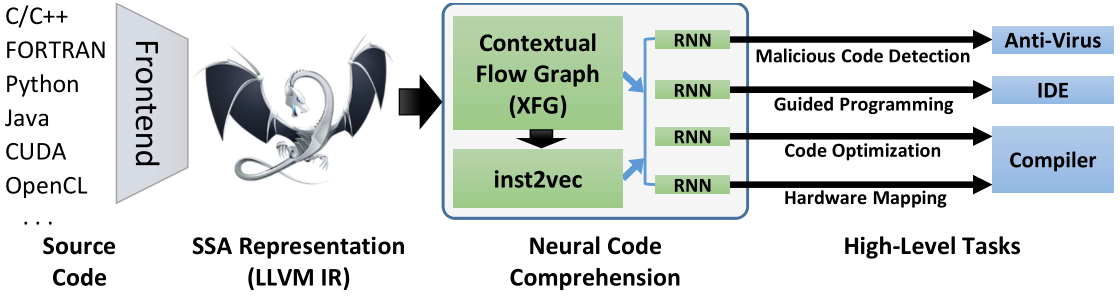 C/C++
FORTRAN
Python
Java
CUDA
OpenCL
. . .
Frontend
Contextual
Flow Graph
(XFG)
inst2vec
RNN
RNN
RNN
RNN
Malicious Code Detection
Guided Programming
Code Optimization
Hardware Mapping
Anti-Virus
IDE
Compiler
Source
Code
SSA Representation
(LLVM IR)
Neural Code
Comprehension
High-Level Tasks